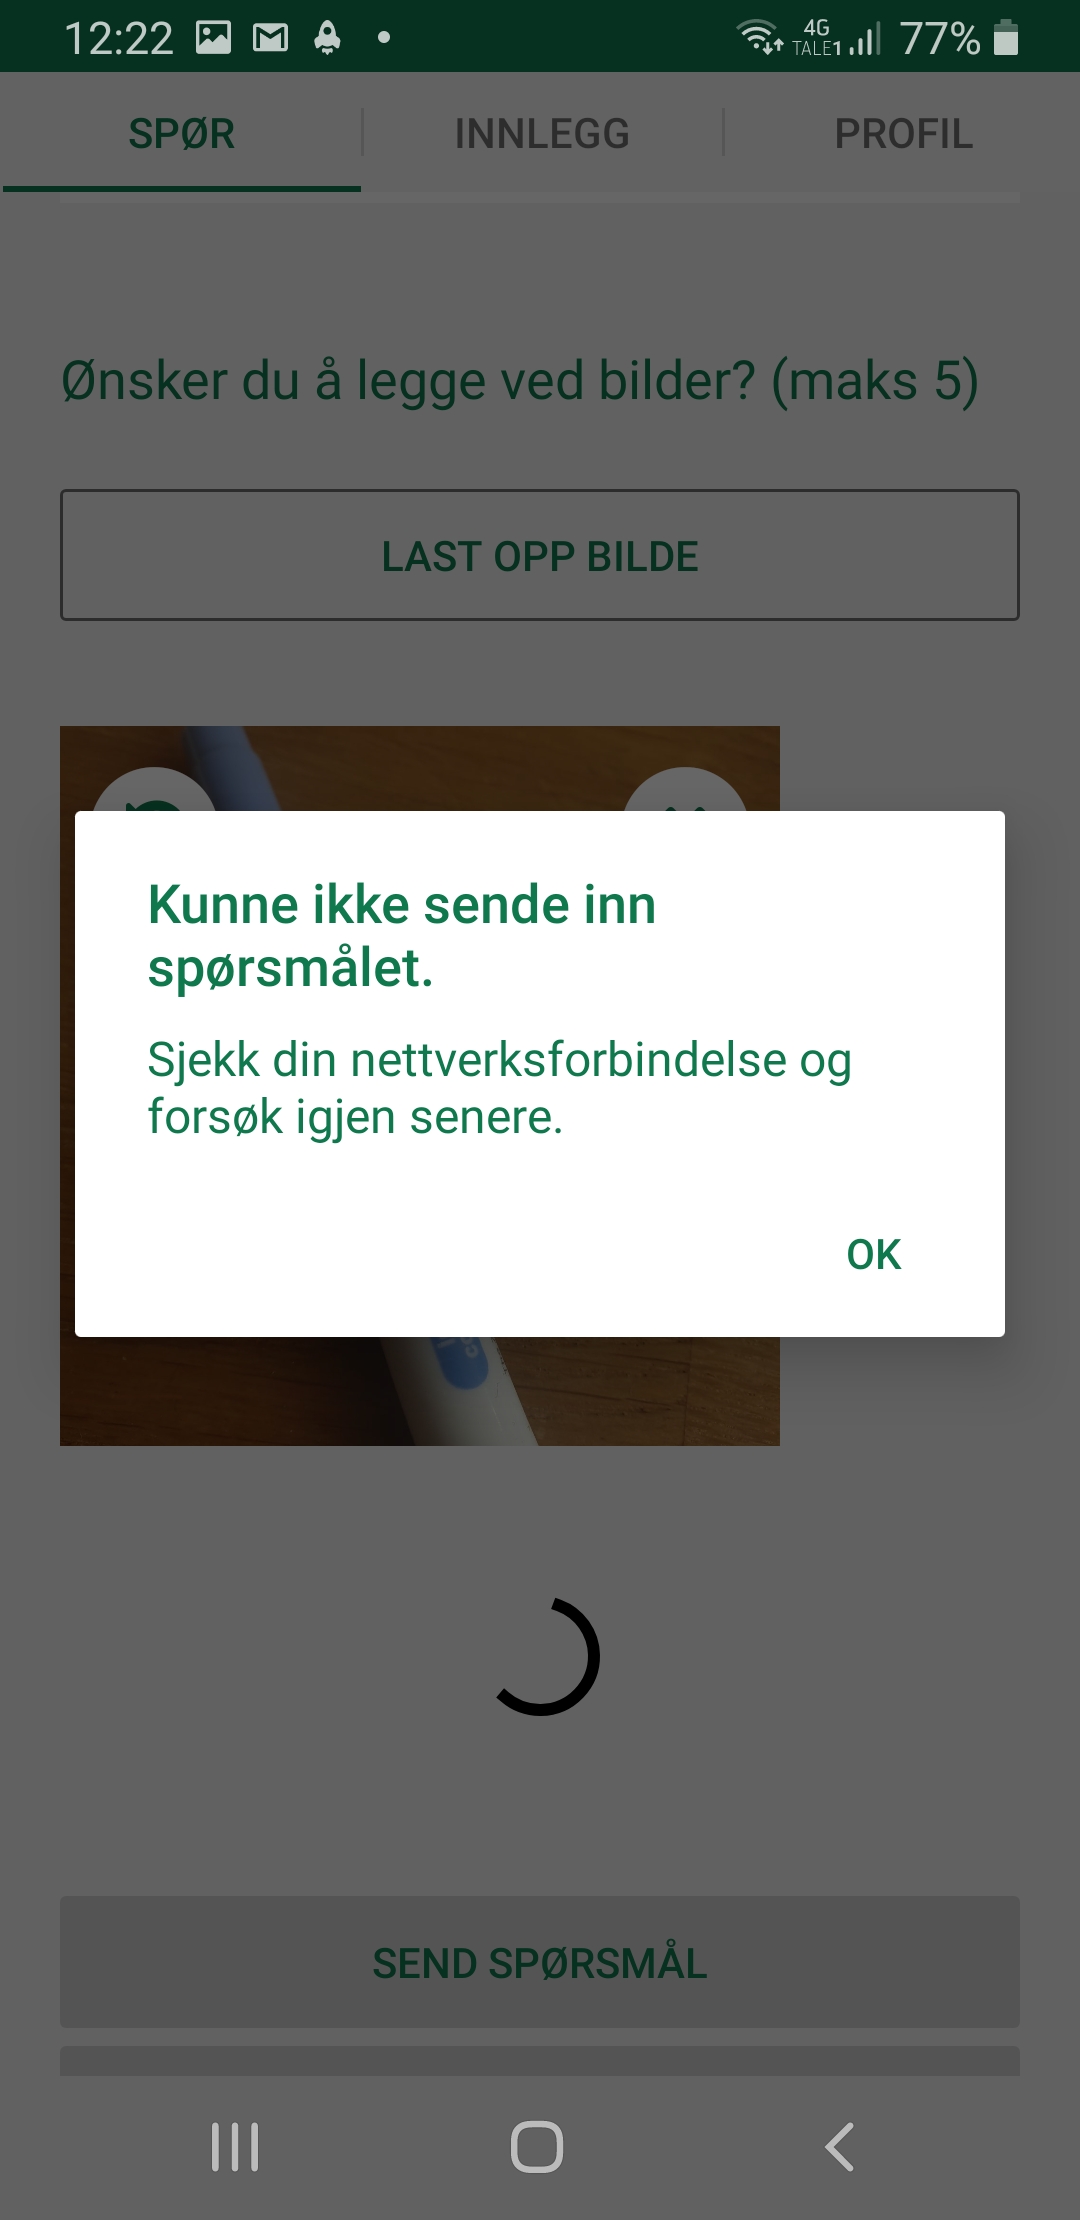 12:22
4G
TALE1
77%
SPØR
INNLEGG
PROFIL
Ønsker du å legge ved bilder? (maks 5)
LAST OPP BILDE
Kunne ikke sende inn
spørsmålet.
Sjekk din nettverksforbindelse og
forsøk igjen senere.
OK
SEND SPØRSMÅL